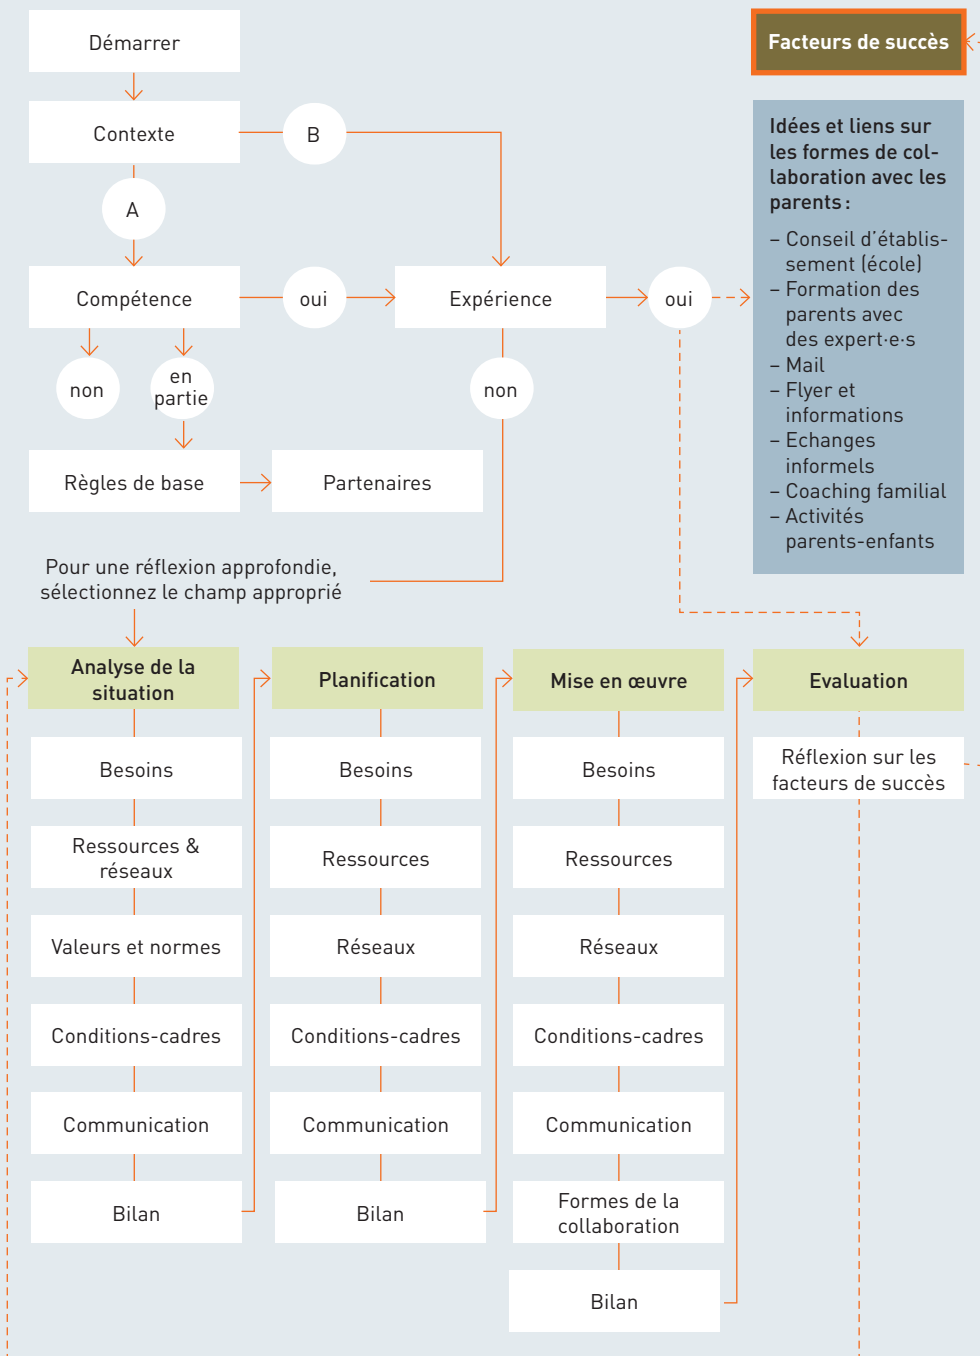 Démarrer
Facteurs de succès
Contexte
B
A
Idées et liens sur
les formes de col-
laboration avec les
parents :
– Conseil d'établis-
sement (école)
– Formation des
parents avec
des expert·e·s
– Mail
– Flyer et
informations
– Echanges
informels
– Coaching familial
– Activités
parents-enfants
Compétence
oui
Expérience
oui
non
en
partie
non
Règles de base
Partenaires
Pour une réflexion approfondie,
sélectionnez le champ approprié
Analyse de la
situation
Besoins
Ressources &
réseaux
Valeurs et normes
Conditions-cadres
Communication
Bilan
Planification
Besoins
Ressources
Réseaux
Conditions-cadres
Communication
Bilan
Mise en œuvre
Besoins
Ressources
Réseaux
Conditions-cadres
Communication
Formes de la
collaboration
Bilan
Evaluation
Réflexion sur les
facteurs de succès